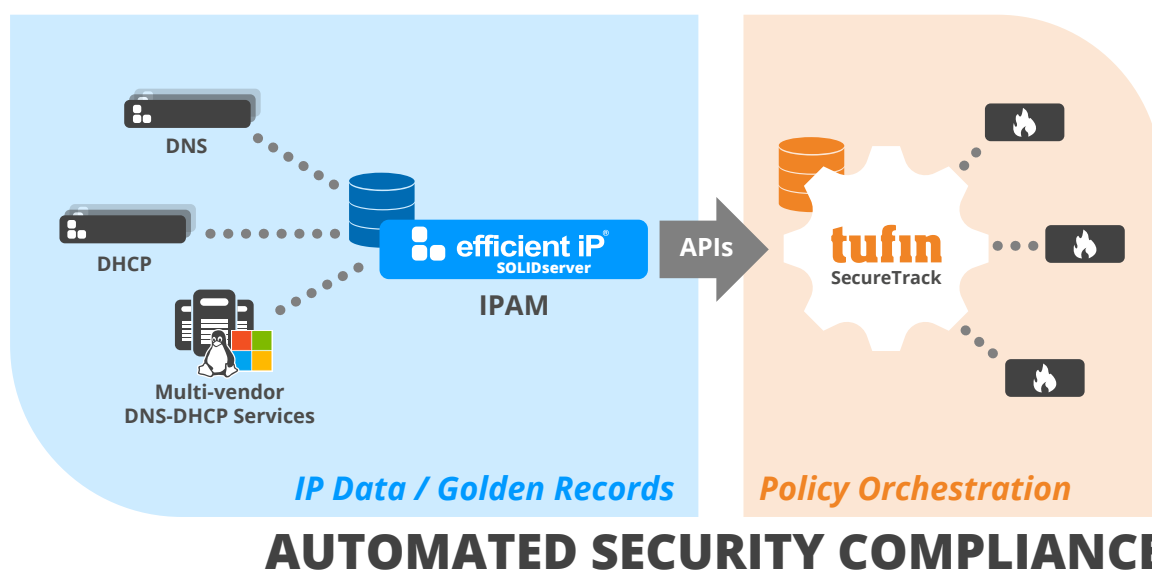 DNS
DHCP
Multi-vendor
DNS-DHCP Services
efficient iP®
SOLIDserver
IPAM
APIs
tufin
SecureTrack
IP Data / Golden Records
Policy Orchestration
AUTOMATED SECURITY COMPLIANCE